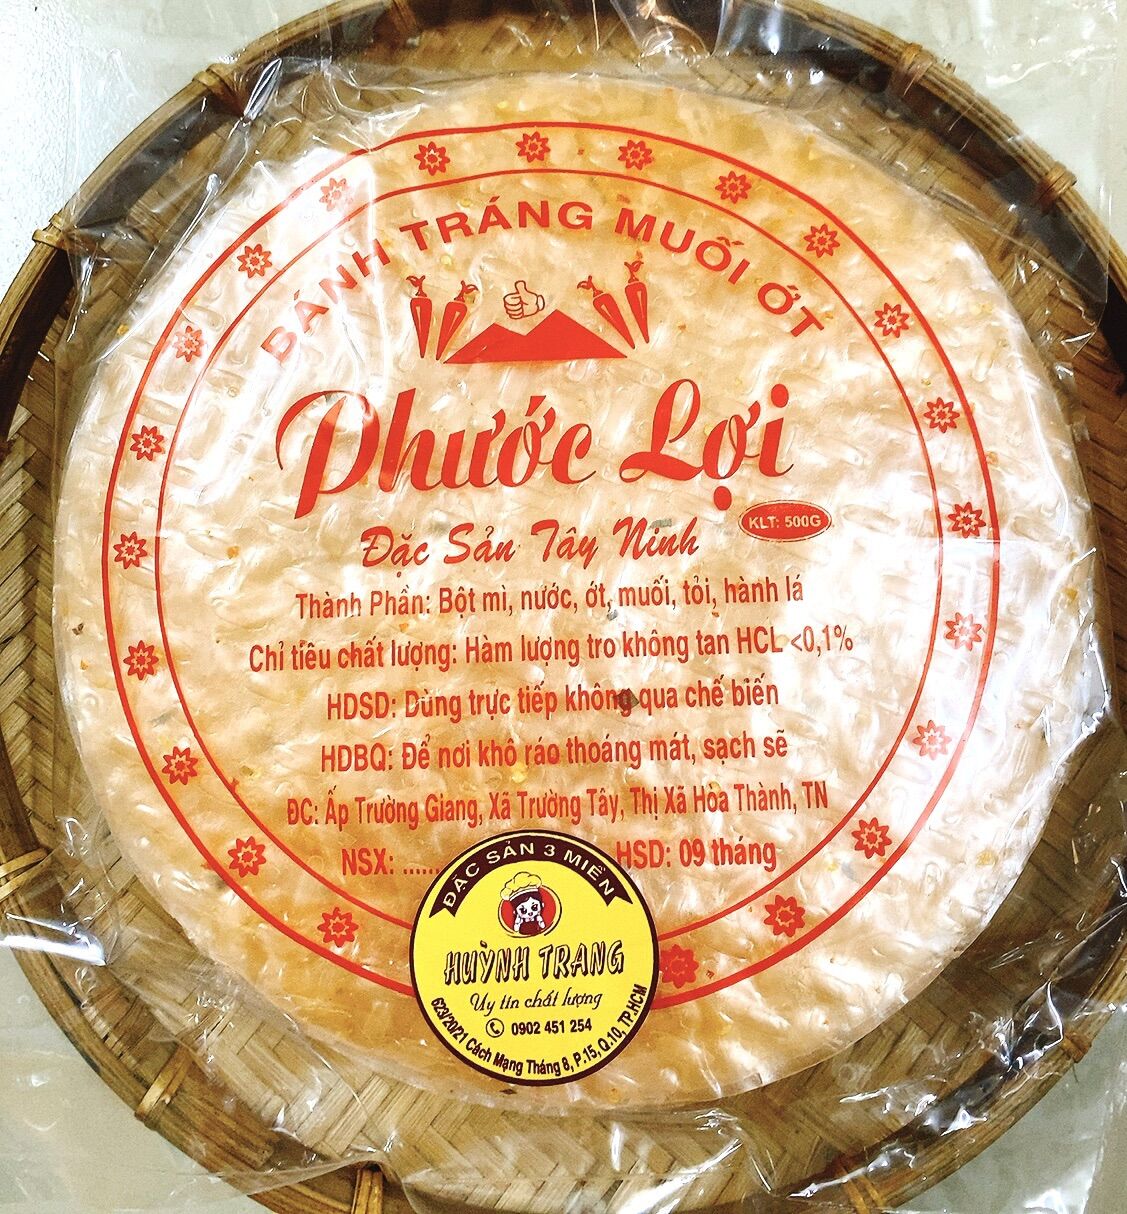 BÁNH TRÁNG MUỐI ỚT
Phước Lợi
Đặc Sản Tây Ninh
KLT: 500G
Thành Phần: Bột mì, nước, ớt, muối, tỏi, hành lá
Chỉ tiêu chất lượng: Hàm lượng tro không tan HCL <0,1%
HDSD: Dùng trực tiếp không qua chế biến
HDBQ: Để nơi khô ráo thoáng mát, sạch sẽ
ĐC: Ấp Trường Giang, Xã Trường Tây, Thị Xã Hòa Thành, TN
NSX: ...... HSD: 09 tháng
ĐẶC SẢN 3 MIỀN
HUỲNH TRANG
Uy tín chất lượng
0902 451 254
623/20/21 Cách Mạng Tháng 8, P.15, Q.10, TP.HCM